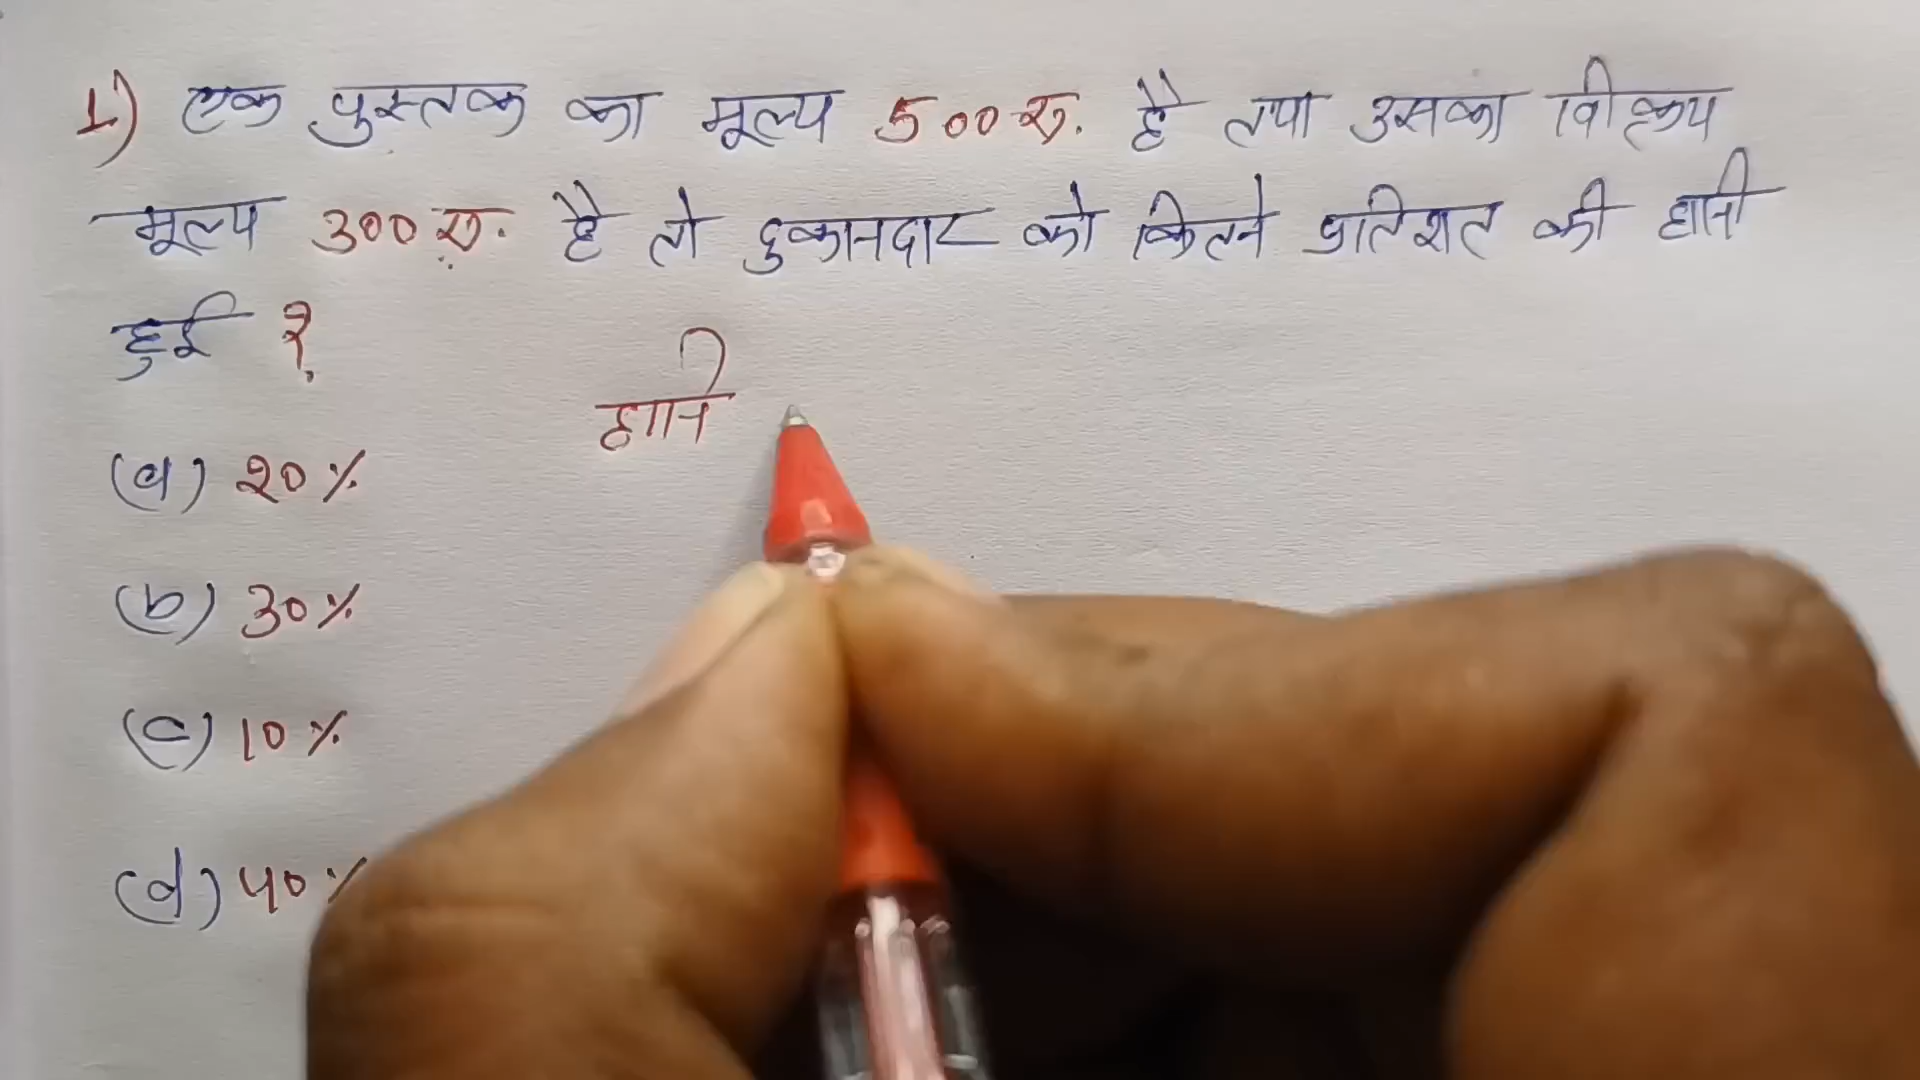 1) एक पुस्तक का मूल्य 500 रु. है तथा उसका विक्रय
मूल्य 300 रु. है तो दुकानदार को कितने प्रतिशत की हानी
हुई ?
हानि
(a) 20 %
(b) 30 %
(c) 10 %
(d) 40 %